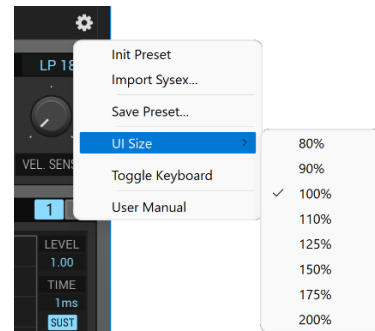 Init Preset
LP 18
Import Sysex...
Save Preset...
UI Size
80%
90%
100%
110%
125%
150%
175%
200%
VEL. SENS
Toggle Keyboard
User Manual
1
LEVEL
1.00
TIME
1ms
SUST